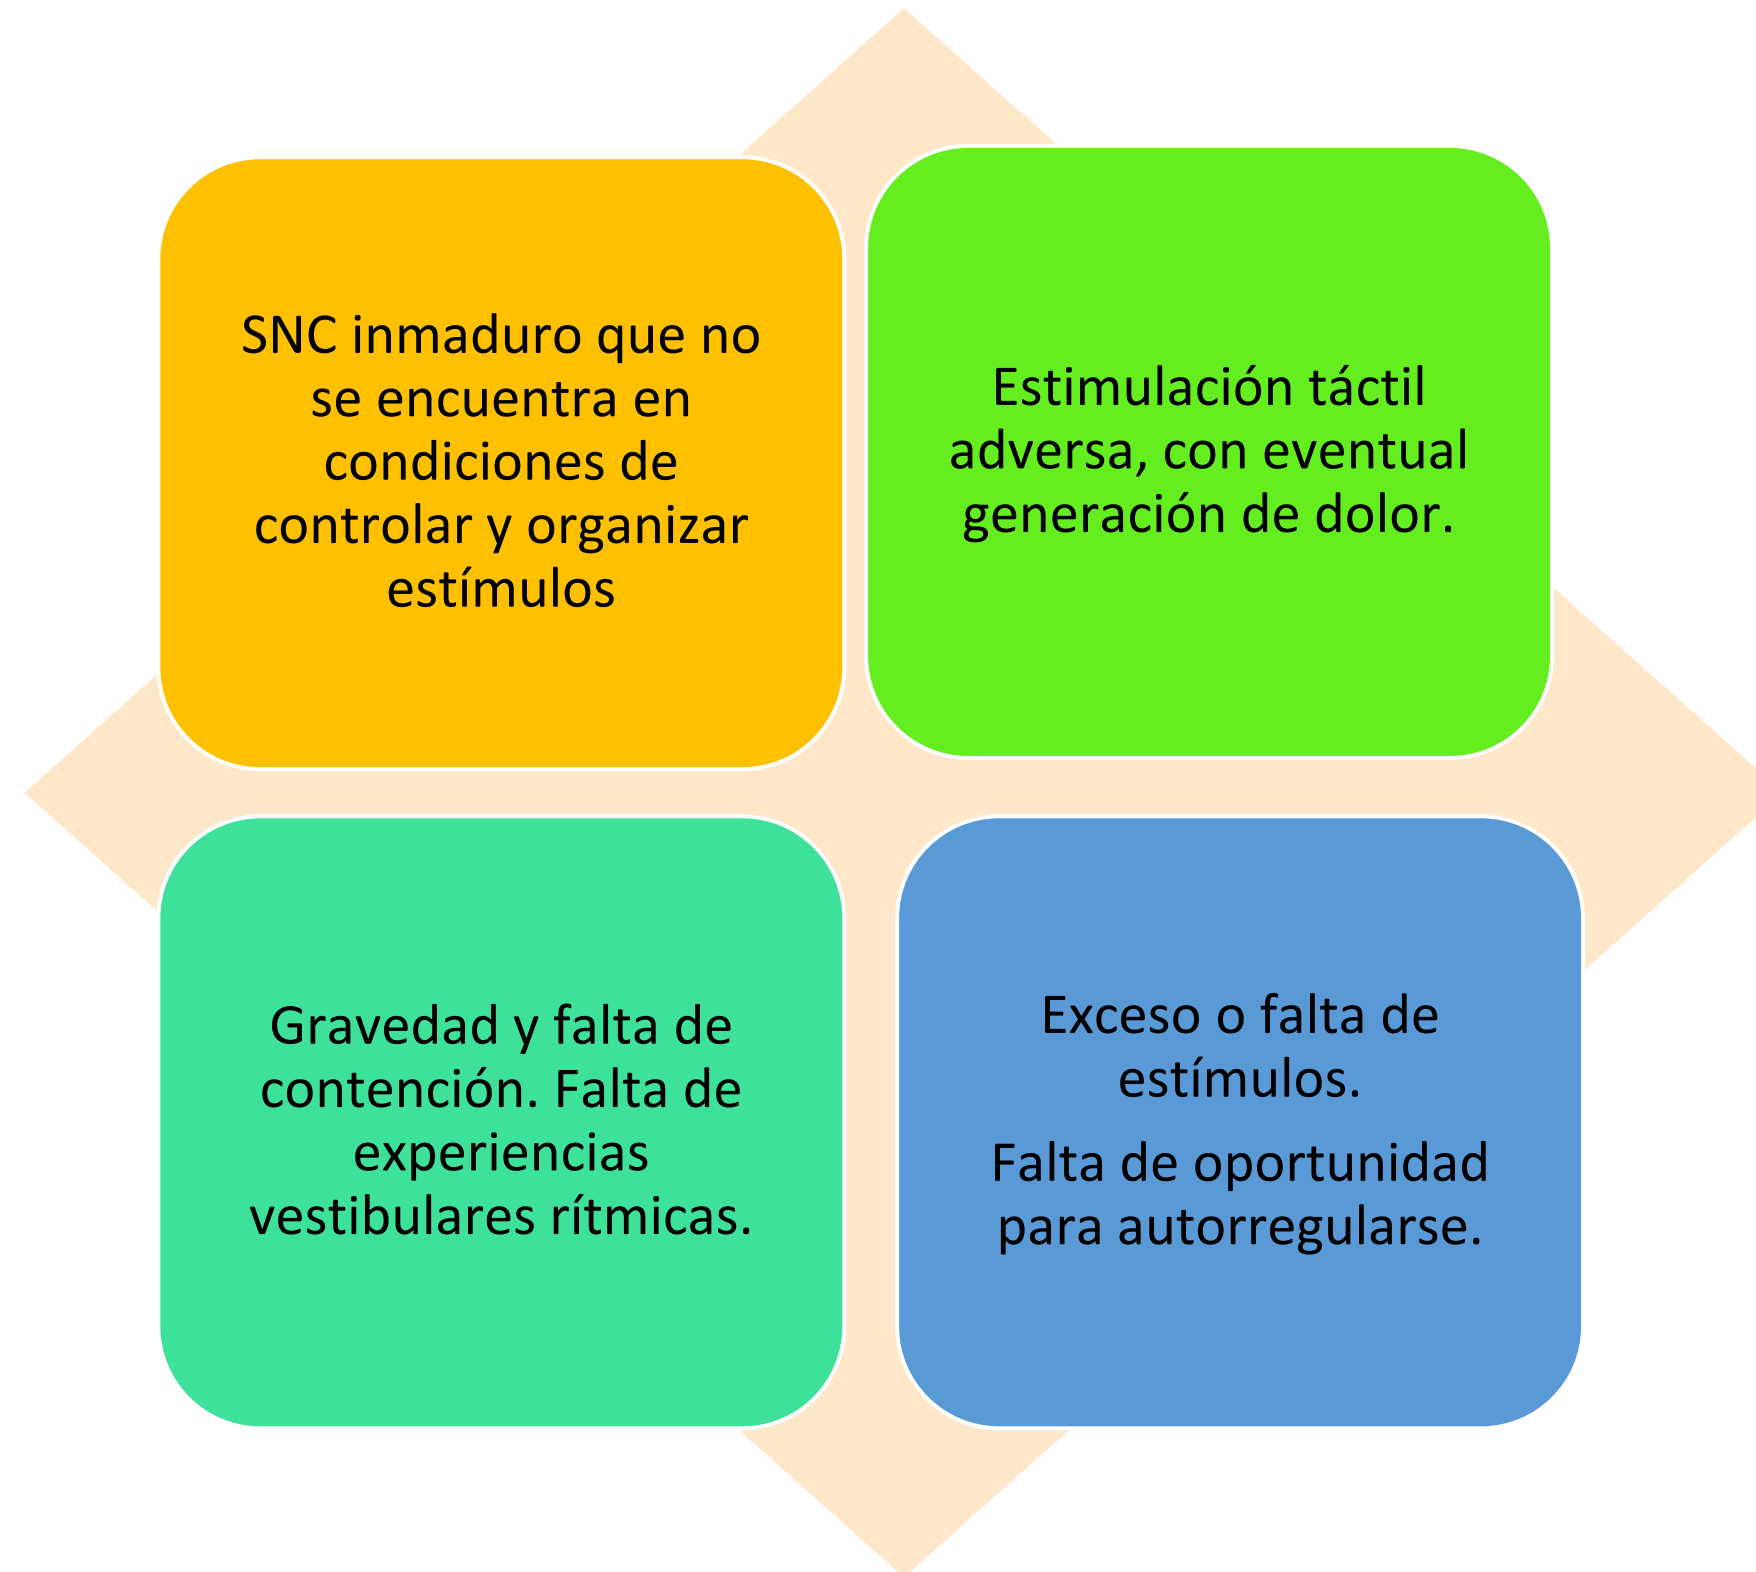 SNC inmaduro que no
se encuentra en
condiciones de
controlar y organizar
estímulos
Estimulación táctil
adversa, con eventual
generación de dolor.
Gravedad y falta de
contención. Falta de
experiencias
vestibulares rítmicas.
Exceso o falta de
estímulos.
Falta de oportunidad
para autorregularse.